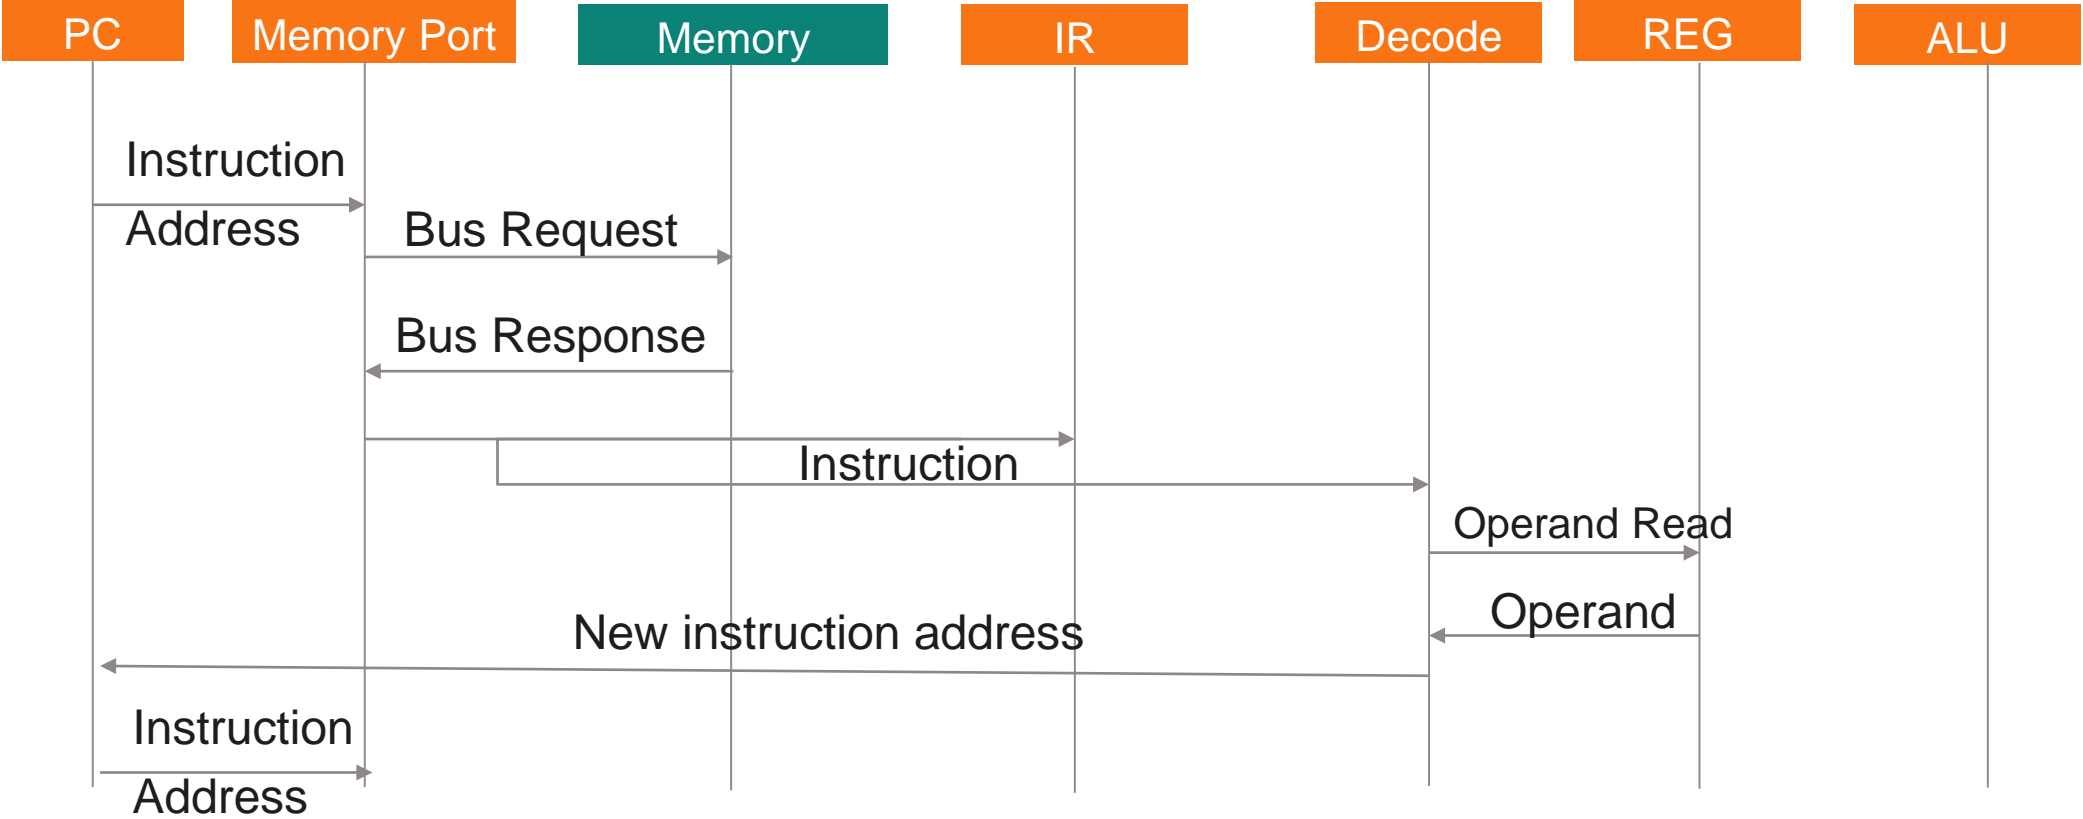 PC
Memory Port
Memory
IR
Decode
REG
ALU
Instruction
Address
Bus Request
Bus Response
Instruction
Operand Read
Operand
New instruction address
Instruction
Address